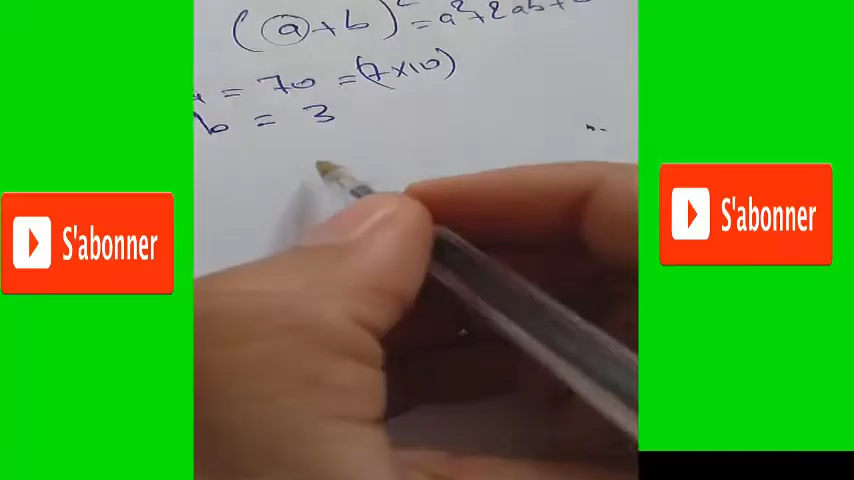 (a+b)² = a²+2ab+
= 70 = (7×10)
b = 3
S'abonner
S'abonner